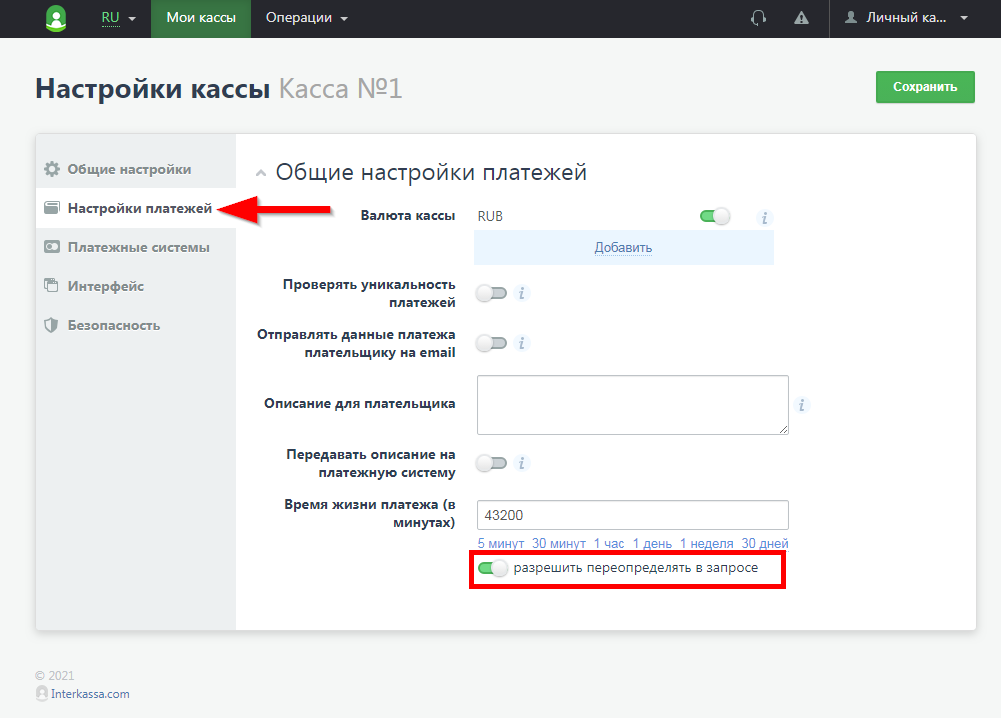 RU Мои кассы Операции Личный ка...
Настройки кассы Касса №1
Сохранить
Общие настройки
Настройки платежей
Платежные системы
Интерфейс
Безопасность
Общие настройки платежей
Валюта кассы RUB
Добавить
Проверять уникальность
платежей
Отправлять данные платежа
плательщику на email
Описание для плательщика
Передавать описание на
платежную систему
Время жизни платежа (в
минутах)
43200
5 минут 30 минут 1 час 1 день 1 неделя 30 дней
разрешить переопределять в запросе
© 2021
Interkassa.com